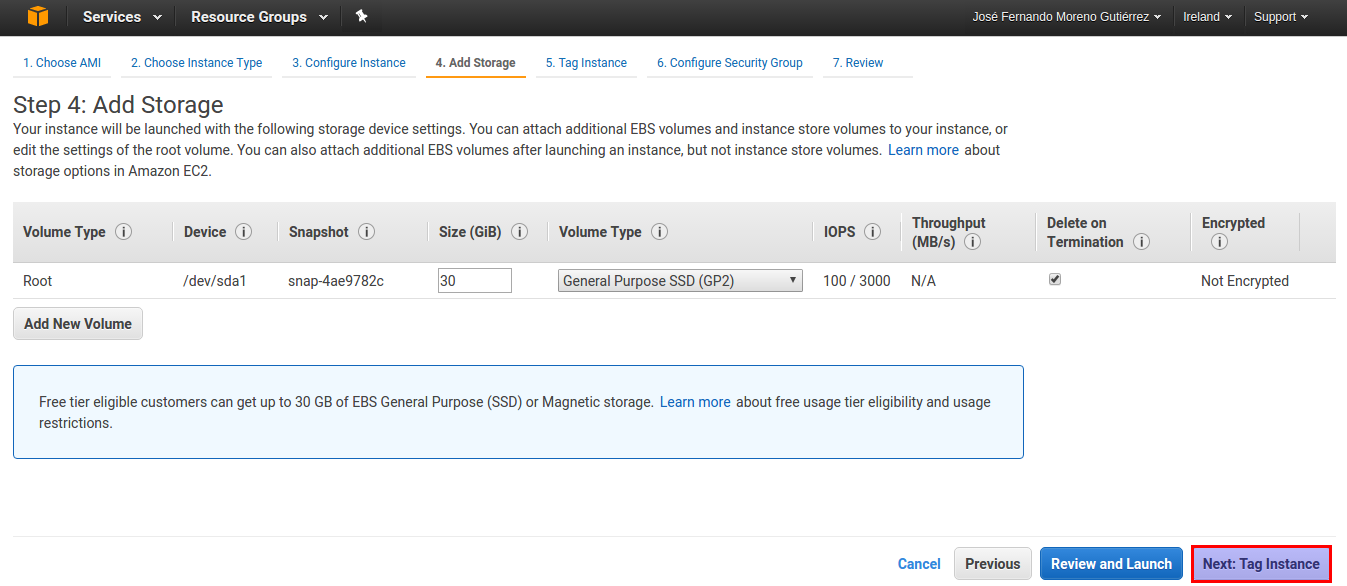 Services Resource Groups José Fernando Moreno Gutiérrez Ireland Support
1. Choose AMI 2. Choose Instance Type 3. Configure Instance 4. Add Storage 5. Tag Instance 6. Configure Security Group 7. Review
Step 4: Add Storage
Your instance will be launched with the following storage device settings. You can attach additional EBS volumes and instance store volumes to your instance, or
edit the settings of the root volume. You can also attach additional EBS volumes after launching an instance, but not instance store volumes. Learn more about
storage options in Amazon EC2.
Volume Type i Device i Snapshot i Size (GiB) i Volume Type i IOPS i Throughput (MB/s) i Delete on Termination i Encrypted i
Root /dev/sda1 snap-4ae9782c 30 General Purpose SSD (GP2) 100 / 3000 N/A Not Encrypted
Add New Volume
Free tier eligible customers can get up to 30 GB of EBS General Purpose (SSD) or Magnetic storage. Learn more about free usage tier eligibility and usage
restrictions.
Cancel Previous Review and Launch Next: Tag Instance